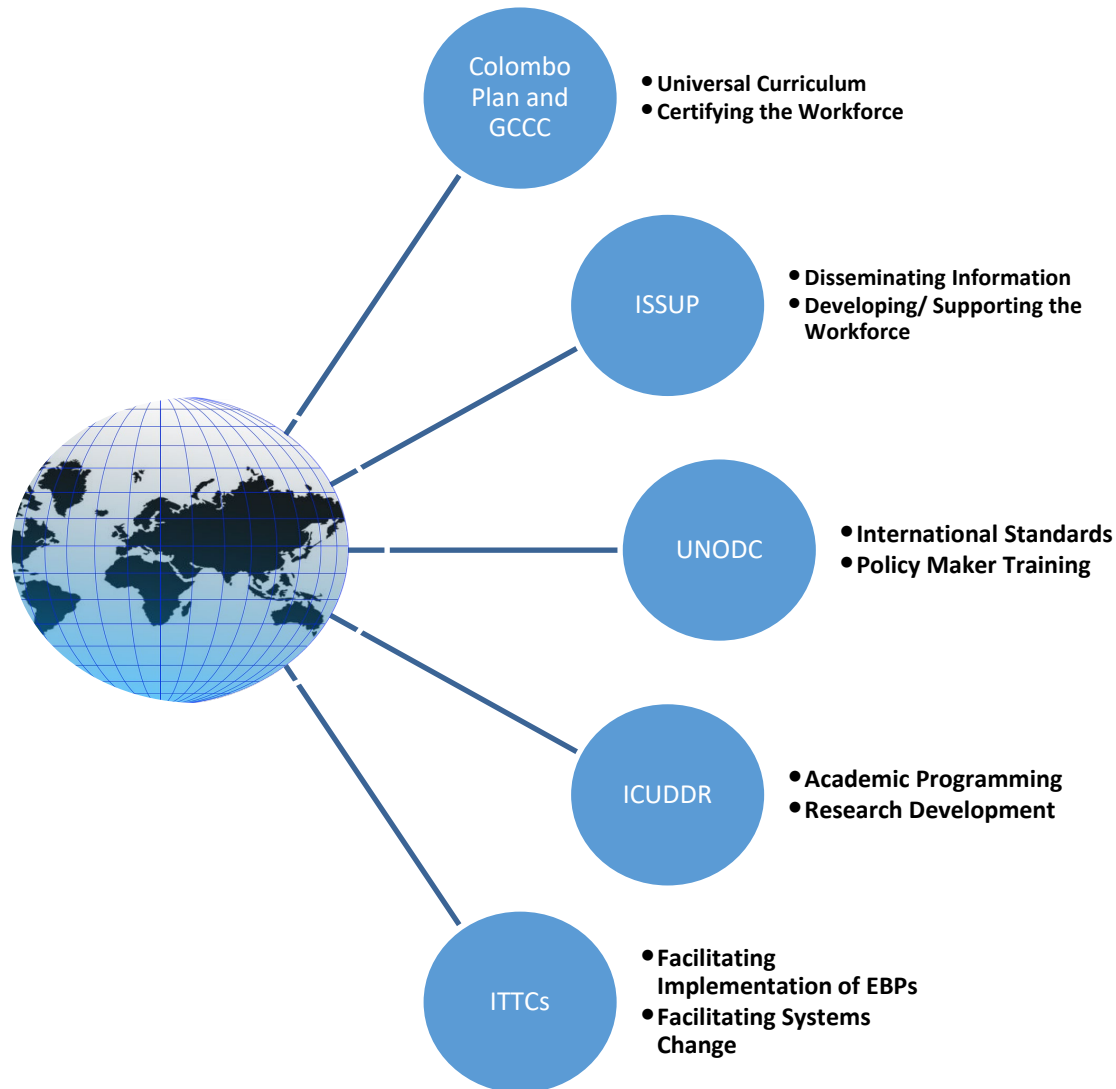 Colombo
Plan and
GCCC
• Universal Curriculum
• Certifying the Workforce
ISSUP
• Disseminating Information
• Developing/ Supporting the
Workforce
UNODC
• International Standards
• Policy Maker Training
ICUDDR
• Academic Programming
• Research Development
ITTCs
• Facilitating
Implementation of EBPs
• Facilitating Systems
Change